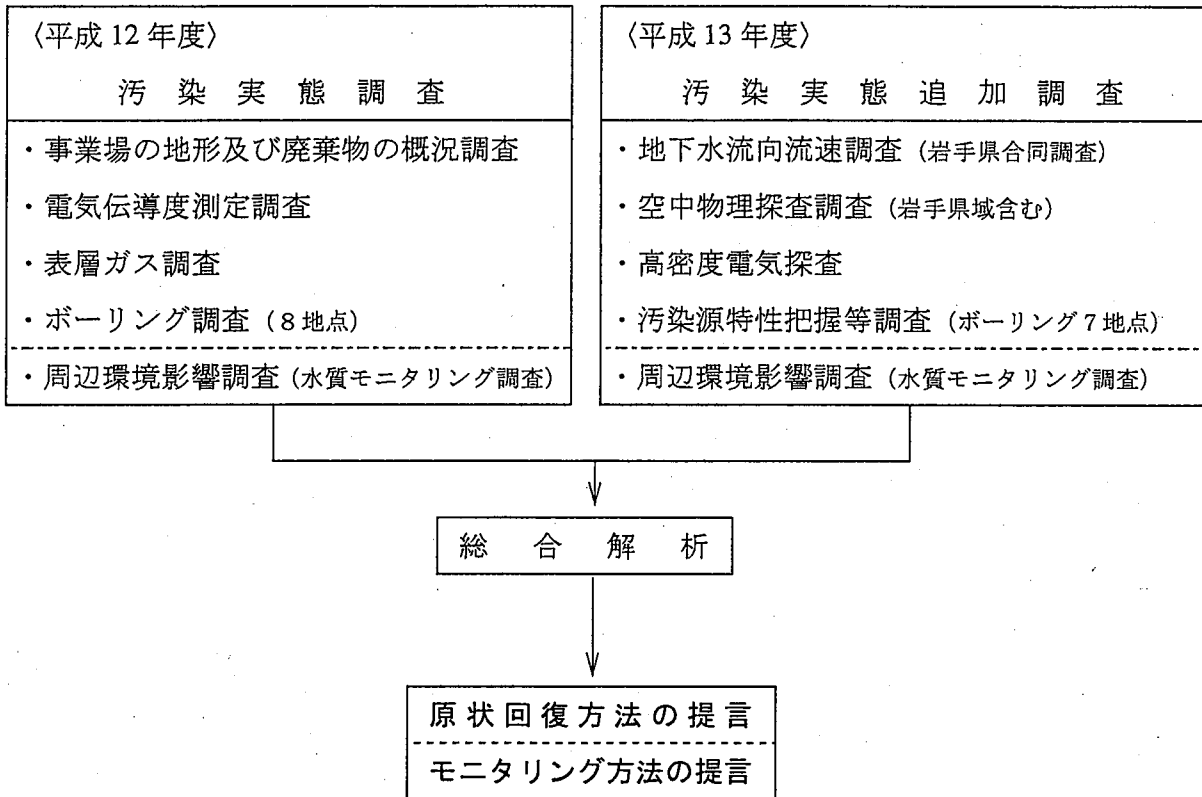 〈平成 12 年度〉
汚染実態調査
・事業場の地形及び廃棄物の概況調査
・電気伝導度測定調査
・表層ガス調査
・ボーリング調査（8地点）
・周辺環境影響調査（水質モニタリング調査）
〈平成 13 年度〉
汚染実態追加調査
・地下水流向流速調査（岩手県合同調査）
・空中物理探査調査（岩手県域含む）
・高密度電気探査
・汚染源特性把握等調査（ボーリング7地点）
・周辺環境影響調査（水質モニタリング調査）
総合解析
原状回復方法の提言
モニタリング方法の提言